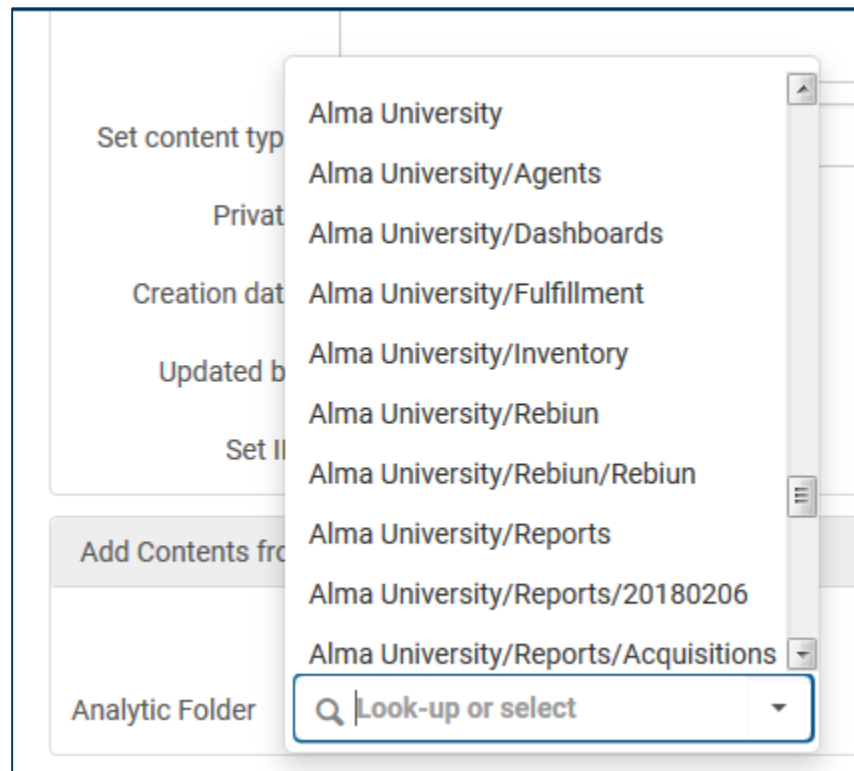 Alma University
Set content typ
Alma University/Agents
Privat
Alma University/Dashboards
Creation dat
Alma University/Fulfillment
Alma University/Inventory
Updated b
Alma University/Rebiun
Set I
Alma University/Rebiun/Rebiun
Alma University/Reports
Add Contents fro
Alma University/Reports/20180206
Alma University/Reports/Acquisitions
Analytic Folder
Look-up or select